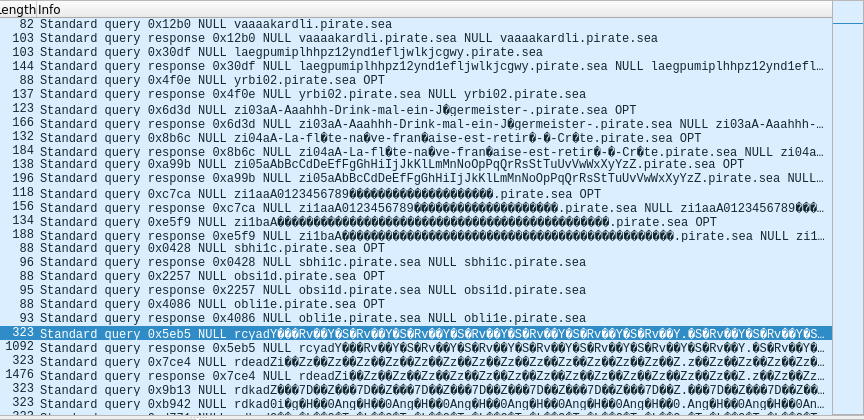 ength Info
82 Standard query 0x12b0 NULL vaaaakardli.pirate.sea
103 Standard query response 0x12b0 NULL vaaaakardli.pirate.sea NULL vaaaakardli.pirate.sea
103 Standard query 0x30df NULL laegpumiplhhpz12ynd1efljwlkjcgwy.pirate.sea
144 Standard query response 0x30df NULL laegpumiplhhpz12ynd1efljwlkjcgwy.pirate.sea NULL laegpumiplhhpz12ynd1efl…
88 Standard query 0x4f0e NULL yrbi02.pirate.sea OPT
137 Standard query response 0x4f0e NULL yrbi02.pirate.sea NULL yrbi02.pirate.sea
123 Standard query 0x6d3d NULL zi03aA-Aaahhh-Drink-mal-ein-J�germeister-.pirate.sea OPT
166 Standard query response 0x6d3d NULL zi03aA-Aaahhh-Drink-mal-ein-J�germeister-.pirate.sea NULL zi03aA-Aaahhh-…
132 Standard query 0x8b6c NULL zi04aA-La-fl�te-na�ve-fran�aise-est-retir�-�-Cr�te.pirate.sea OPT
184 Standard query response 0x8b6c NULL zi04aA-La-fl�te-na�ve-fran�aise-est-retir�-�-Cr�te.pirate.sea NULL zi04a…
138 Standard query 0xa99b NULL zi05aAbBcCdDeEfFgGhHiIjJkKlLmMnNoOpPqQrRsStTuUvVwWxXyYzZ.pirate.sea OPT
196 Standard query response 0xa99b NULL zi05aAbBcCdDeEfFgGhHiIjJkKlLmMnNoOpPqQrRsStTuUvVwWxXyYzZ.pirate.sea NULL…
118 Standard query 0xc7ca NULL zi1aaA0123456789�������������������������.pirate.sea OPT
156 Standard query response 0xc7ca NULL zi1aaA0123456789�������������������������.pirate.sea NULL zi1aaA0123456789����…
134 Standard query 0xe5f9 NULL zi1baA���������������������������������������������������������.pirate.sea OPT
188 Standard query response 0xe5f9 NULL zi1baA���������������������������������������������������������.pirate.sea NULL zi1…
88 Standard query 0x0428 NULL sbhi1c.pirate.sea OPT
96 Standard query response 0x0428 NULL sbhi1c.pirate.sea NULL sbhi1c.pirate.sea
88 Standard query 0x2257 NULL obsi1d.pirate.sea OPT
95 Standard query response 0x2257 NULL obsi1d.pirate.sea NULL obsi1d.pirate.sea
88 Standard query 0x4086 NULL obli1e.pirate.sea OPT
93 Standard query response 0x4086 NULL obli1e.pirate.sea NULL obli1e.pirate.sea
323 Standard query 0x5eb5 NULL rcyadY���Rv��Y�S�Rv��Y�S�Rv��Y�S�Rv��Y�S�Rv��Y�S�Rv��Y�S�Rv��Y.�S�Rv��Y�S�Rv��Y�S…
1092 Standard query response 0x5eb5 NULL rcyadY���Rv��Y�S�Rv��Y�S�Rv��Y�S�Rv��Y�S�Rv��Y�S�Rv��Y�S�Rv��Y.�S�Rv��Y…
323 Standard query 0x7ce4 NULL rdeadZi��Zz��Zz��Zz��Zz��Zz��Zz��Zz��Zz��Zz��Zz��Z.z��Zz��Zz��Zz��Zz…
1476 Standard query response 0x7ce4 NULL rdeadZi��Zz��Zz��Zz��Zz��Zz��Zz��Zz��Zz��Zz��Zz��Z.z��Zz��Zz…
323 Standard query 0x9b13 NULL rdkadZ���7D��Z���7D��Z���7D��Z���7D��Z���7D��Z���7D��Z.���7D��Z���7D��Z…
323 Standard query 0xb942 NULL rdkad0i�g�H��0Ang�H��0Ang�H��0Ang�H��0Ang�H��0Ang�H��0Ang�H��0.Ang�H��0Ang�H��0An…